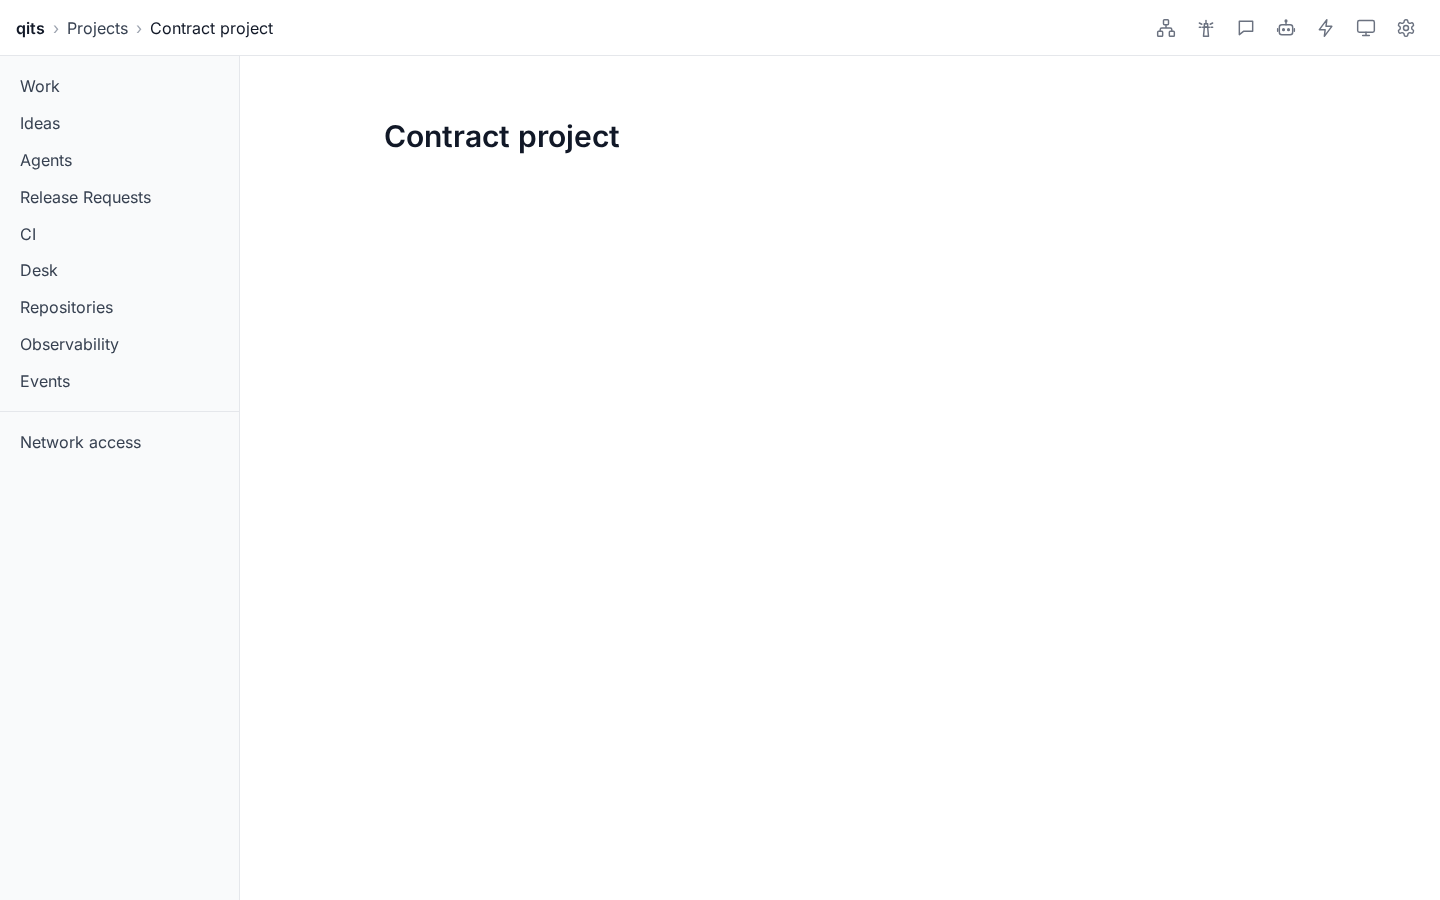 qits › Projects › Contract project
Work
Ideas
Agents
Release Requests
CI
Desk
Repositories
Observability
Events
Network access
Contract project